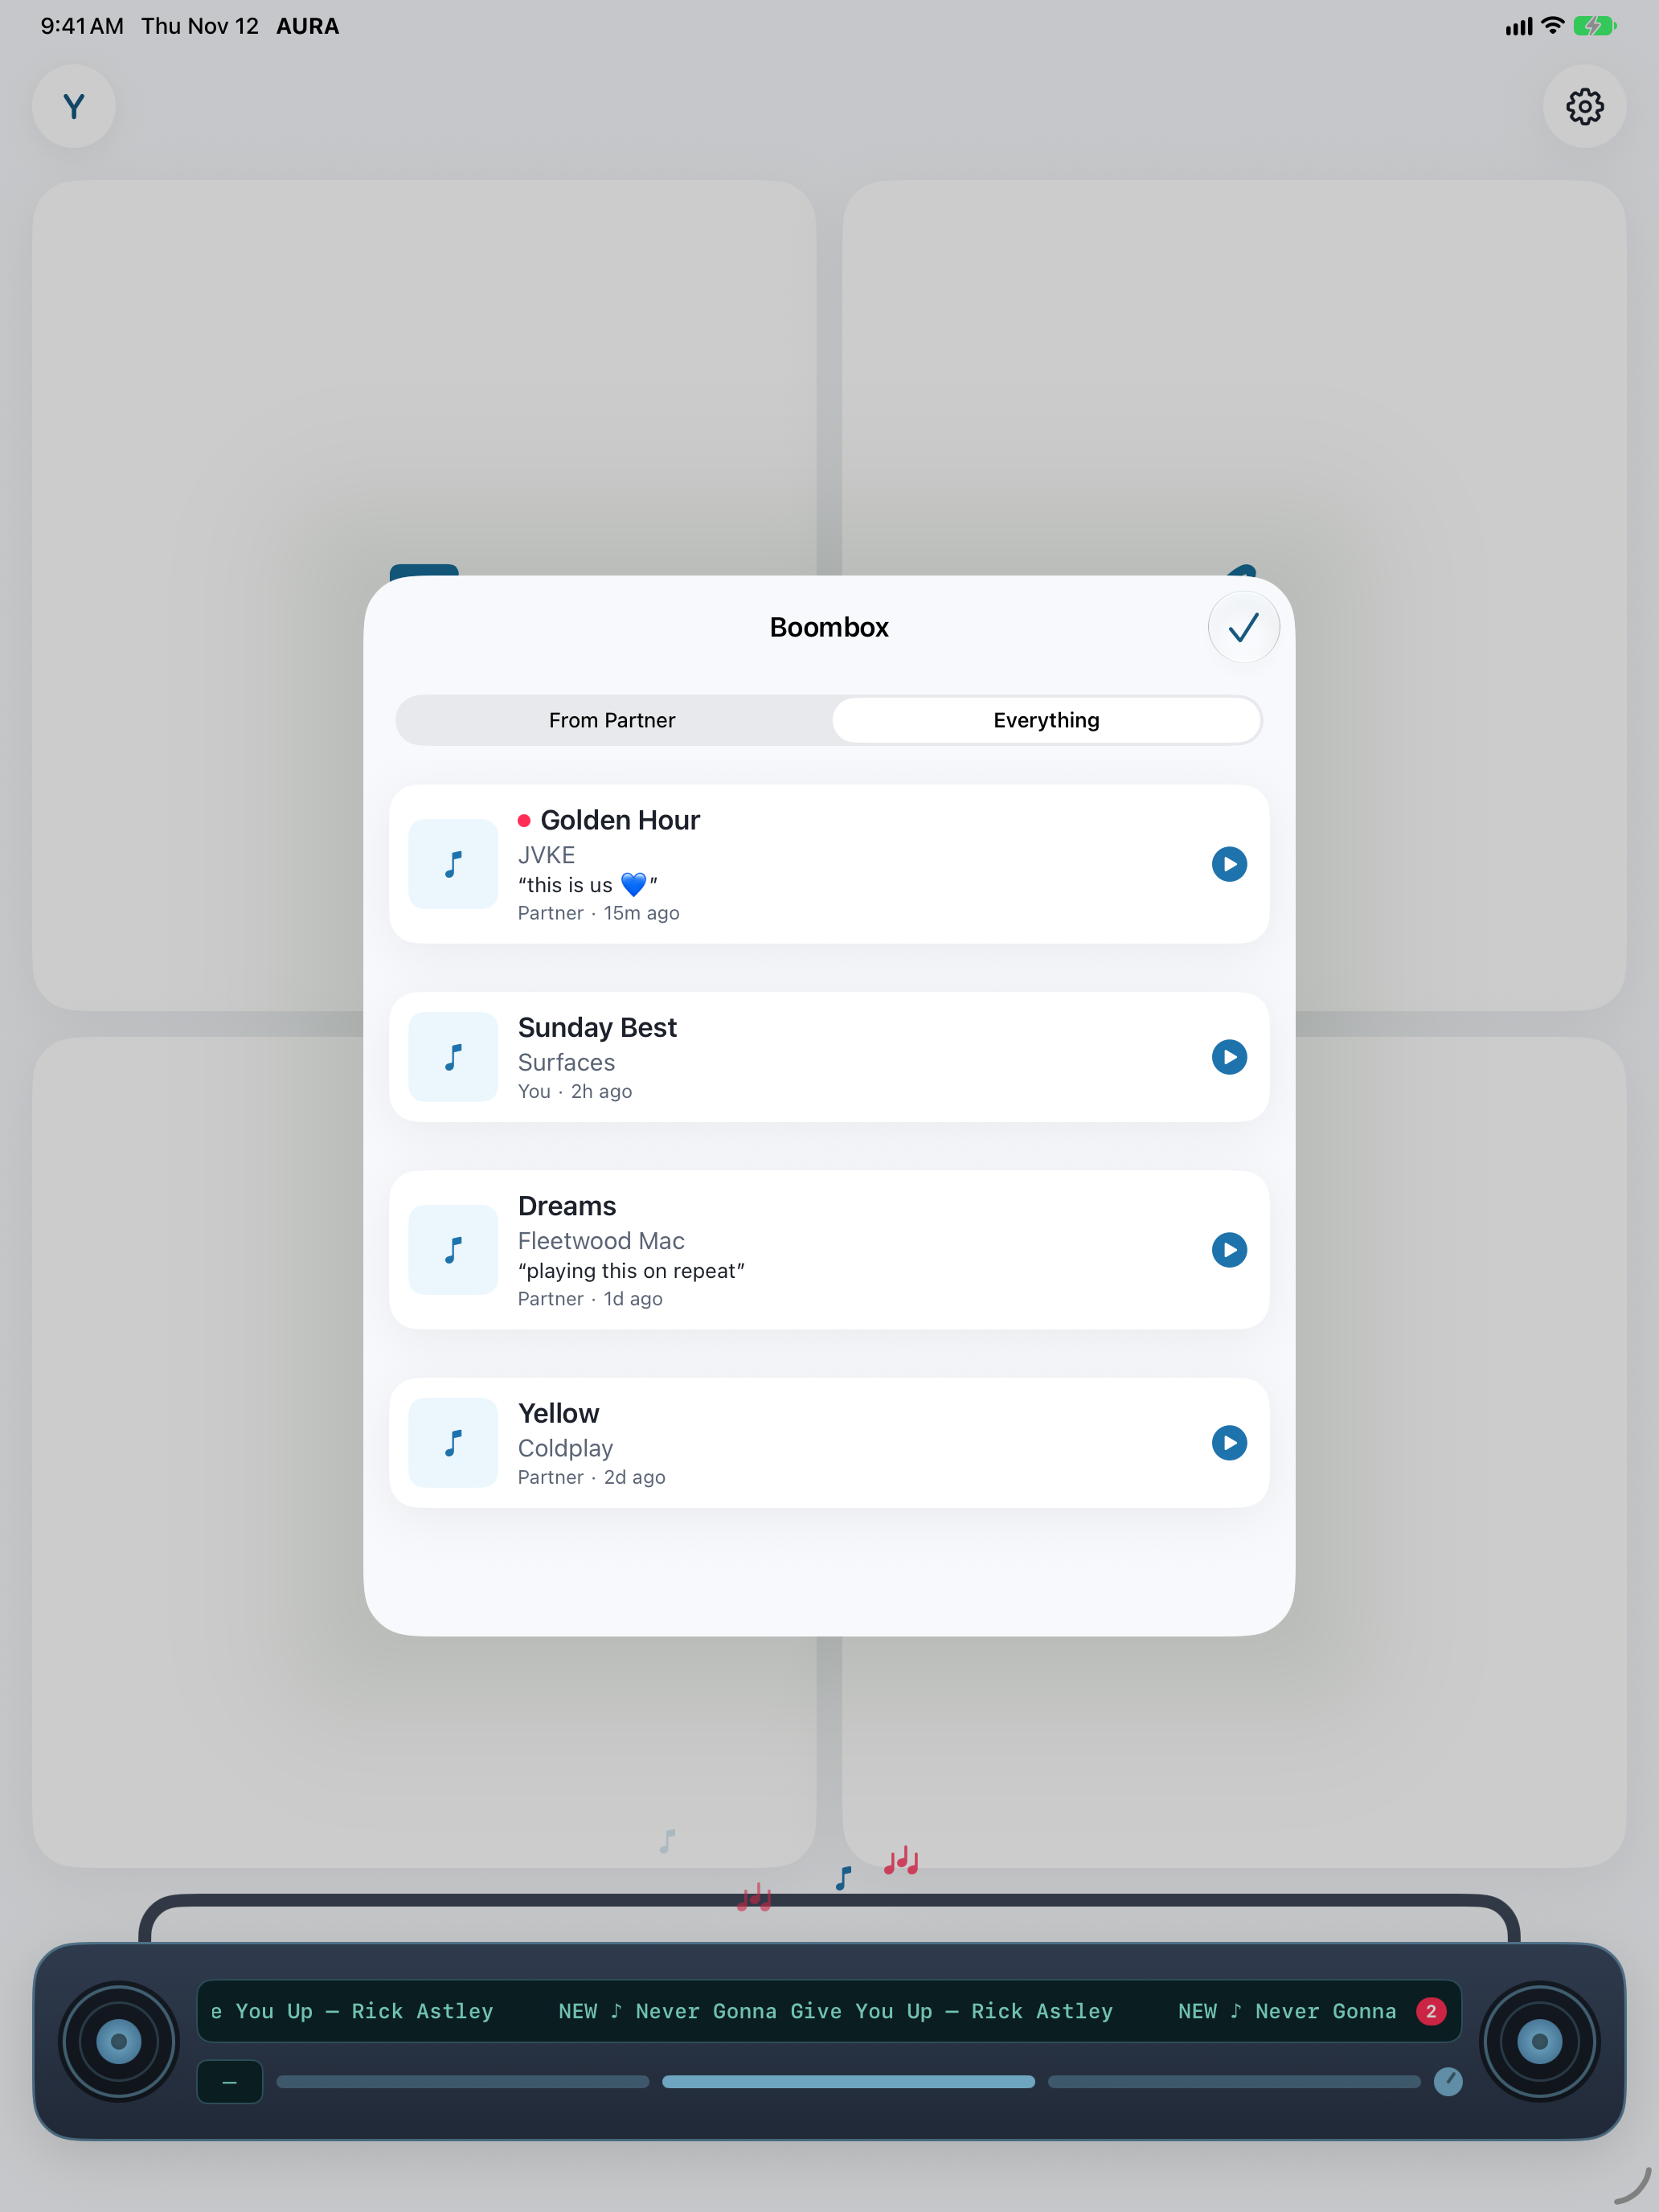 9:41 AM Thu Nov 12 AURA
Y
Boombox
From Partner Everything
Golden Hour
JVKE
“this is us 💙”
Partner · 15m ago
Sunday Best
Surfaces
You · 2h ago
Dreams
Fleetwood Mac
“playing this on repeat”
Partner · 1d ago
Yellow
Coldplay
Partner · 2d ago
e You Up — Rick Astley NEW ♪ Never Gonna Give You Up — Rick Astley NEW ♪ Never Gonna 2
—